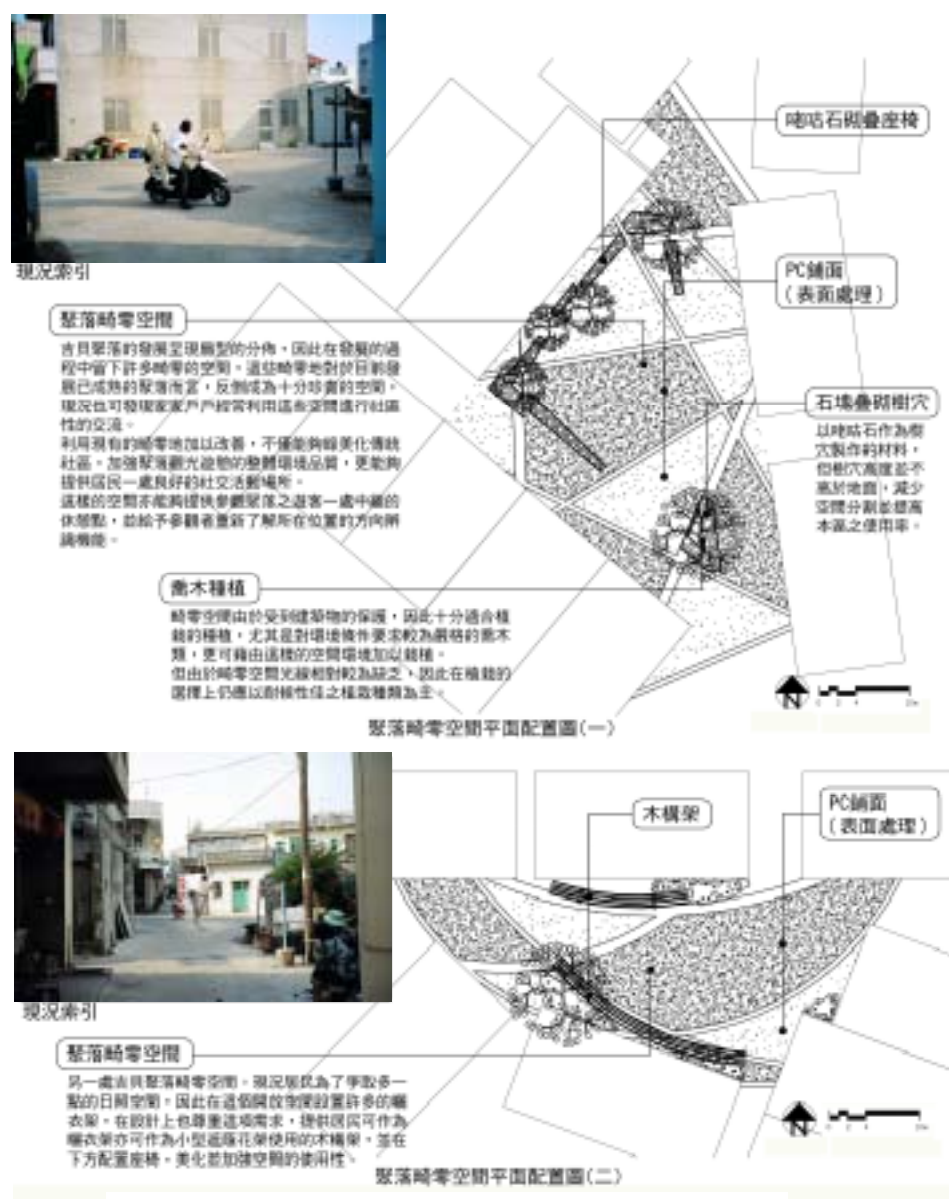 現況索引
咾咕石砌疊座椅
PC鋪面
(表面處理)
聚落畸零空間
吉貝聚落的發展呈現扇型的分佈，因此在發展的過
程中留下許多畸零的空間。這些畸零地對於目前發
展已成熟的聚落而言，反倒成為十分珍貴的空間。
現況也可發現家家戶戶經常利用這些空間進行社區
性的交流。
利用現有的畸零地加以改善，不僅能夠綠美化傳統
社區，加強聚落觀光遊憩的整體環境品質，更能夠
提供居民一處良好的社交活動場所。
這樣的空間亦能夠提供參觀聚落之遊客一處中繼的
休憩點，並給予參觀者重新了解所在位置的方向辨
識機能。
石塊疊砌樹穴
以咾咕石作為樹
穴製作的材料，
但樹穴高度並不
高於地面，減少
空間分割並提高
本區之使用率。
喬木種植
畸零空間由於受到建築物的保護，因此十分適合植
栽的種植，尤其是對環境條件要求較為嚴格的喬木
類，更可藉由這樣的空間環境加以栽植。
但由於畸零空間光線相對較為缺乏，因此在植栽的
選擇上仍應以耐候性佳之植栽種類為主。
N
聚落畸零空間平面配置圖(一)
現況索引
木構架
PC鋪面
(表面處理)
聚落畸零空間
另一處吉貝聚落畸零空間。現況居民為了爭取多一
點的日照空間，因此在這個開放空間設置許多的曬
衣架。在設計上也尊重這項需求，提供居民可作為
曬衣架亦可作為小型遮蔭花架使用的木構架，並在
下方配置座椅，美化並加強空間的使用性。
N
聚落畸零空間平面配置圖(二)